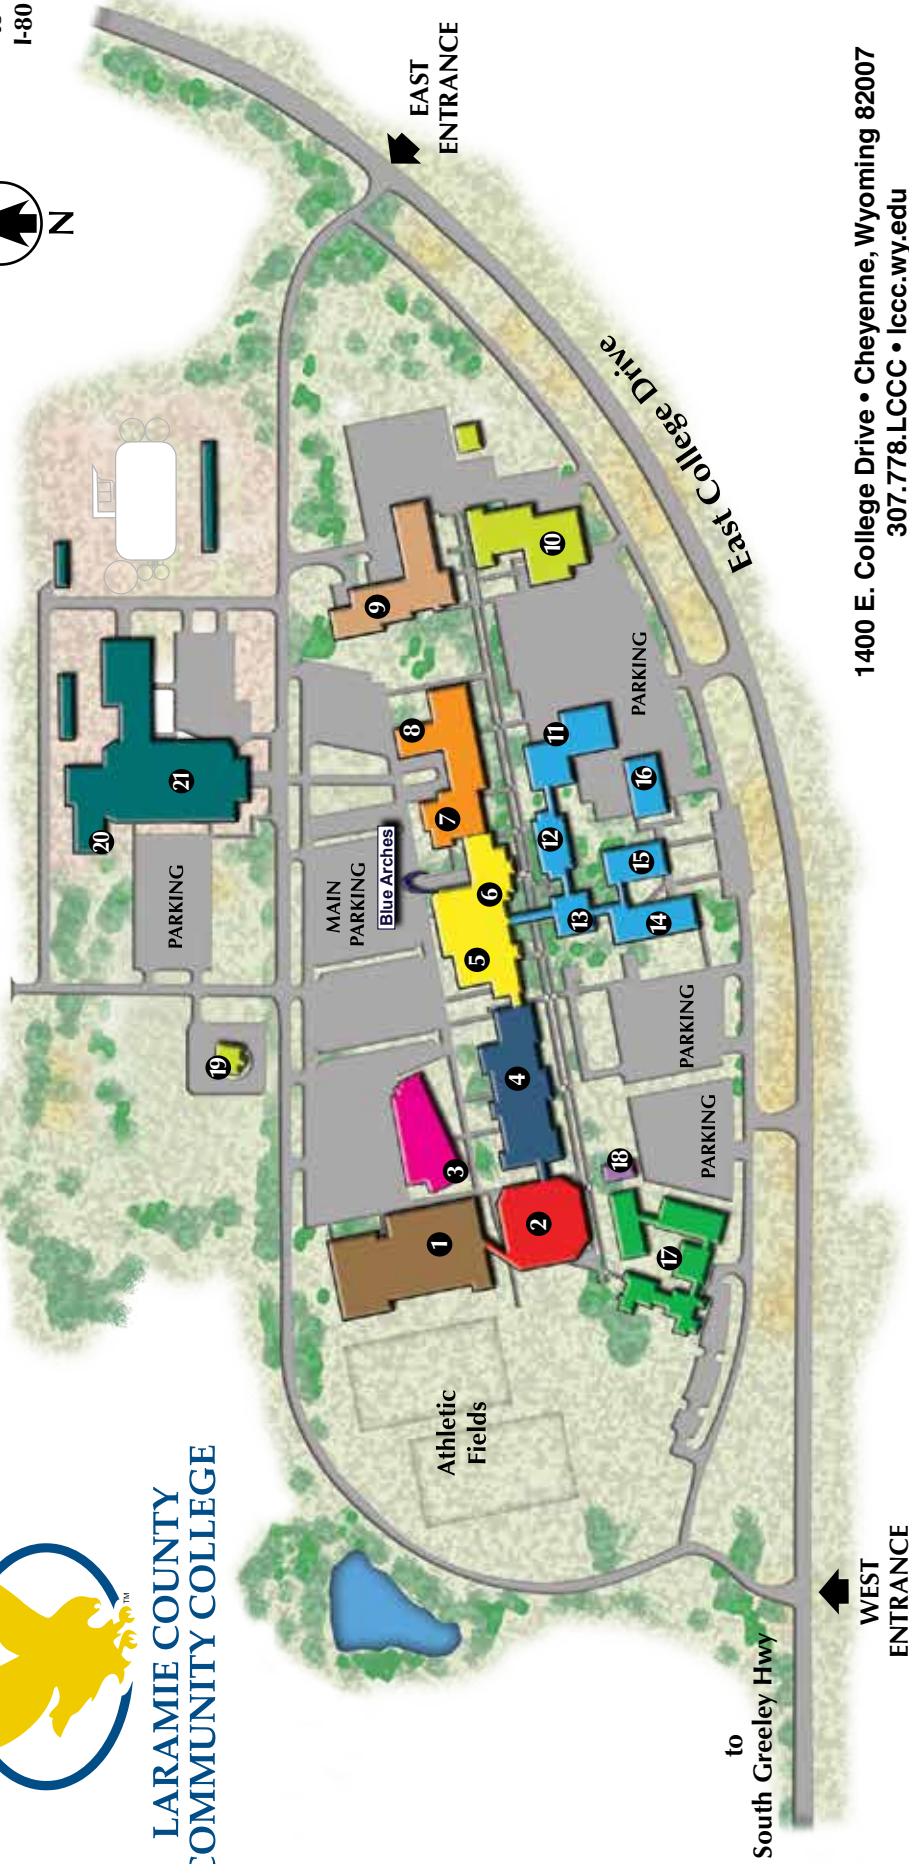 I-80
N
EAST
ENTRANCE
LARAMIE COUNTY
COMMUNITY COLLEGE
TM
20
21
PARKING
19
MAIN
PARKING
Blue Arches
9
10
8
7
6
5
4
3
2
1
11
12
13
14
15
16
PARKING
PARKING
PARKING
18
17
Athletic
Fields
East College Drive
to
South Greeley Hwy
WEST
ENTRANCE
1400 E. College Drive • Cheyenne, Wyoming 82007
307.778.LCCC • lccc.wy.edu